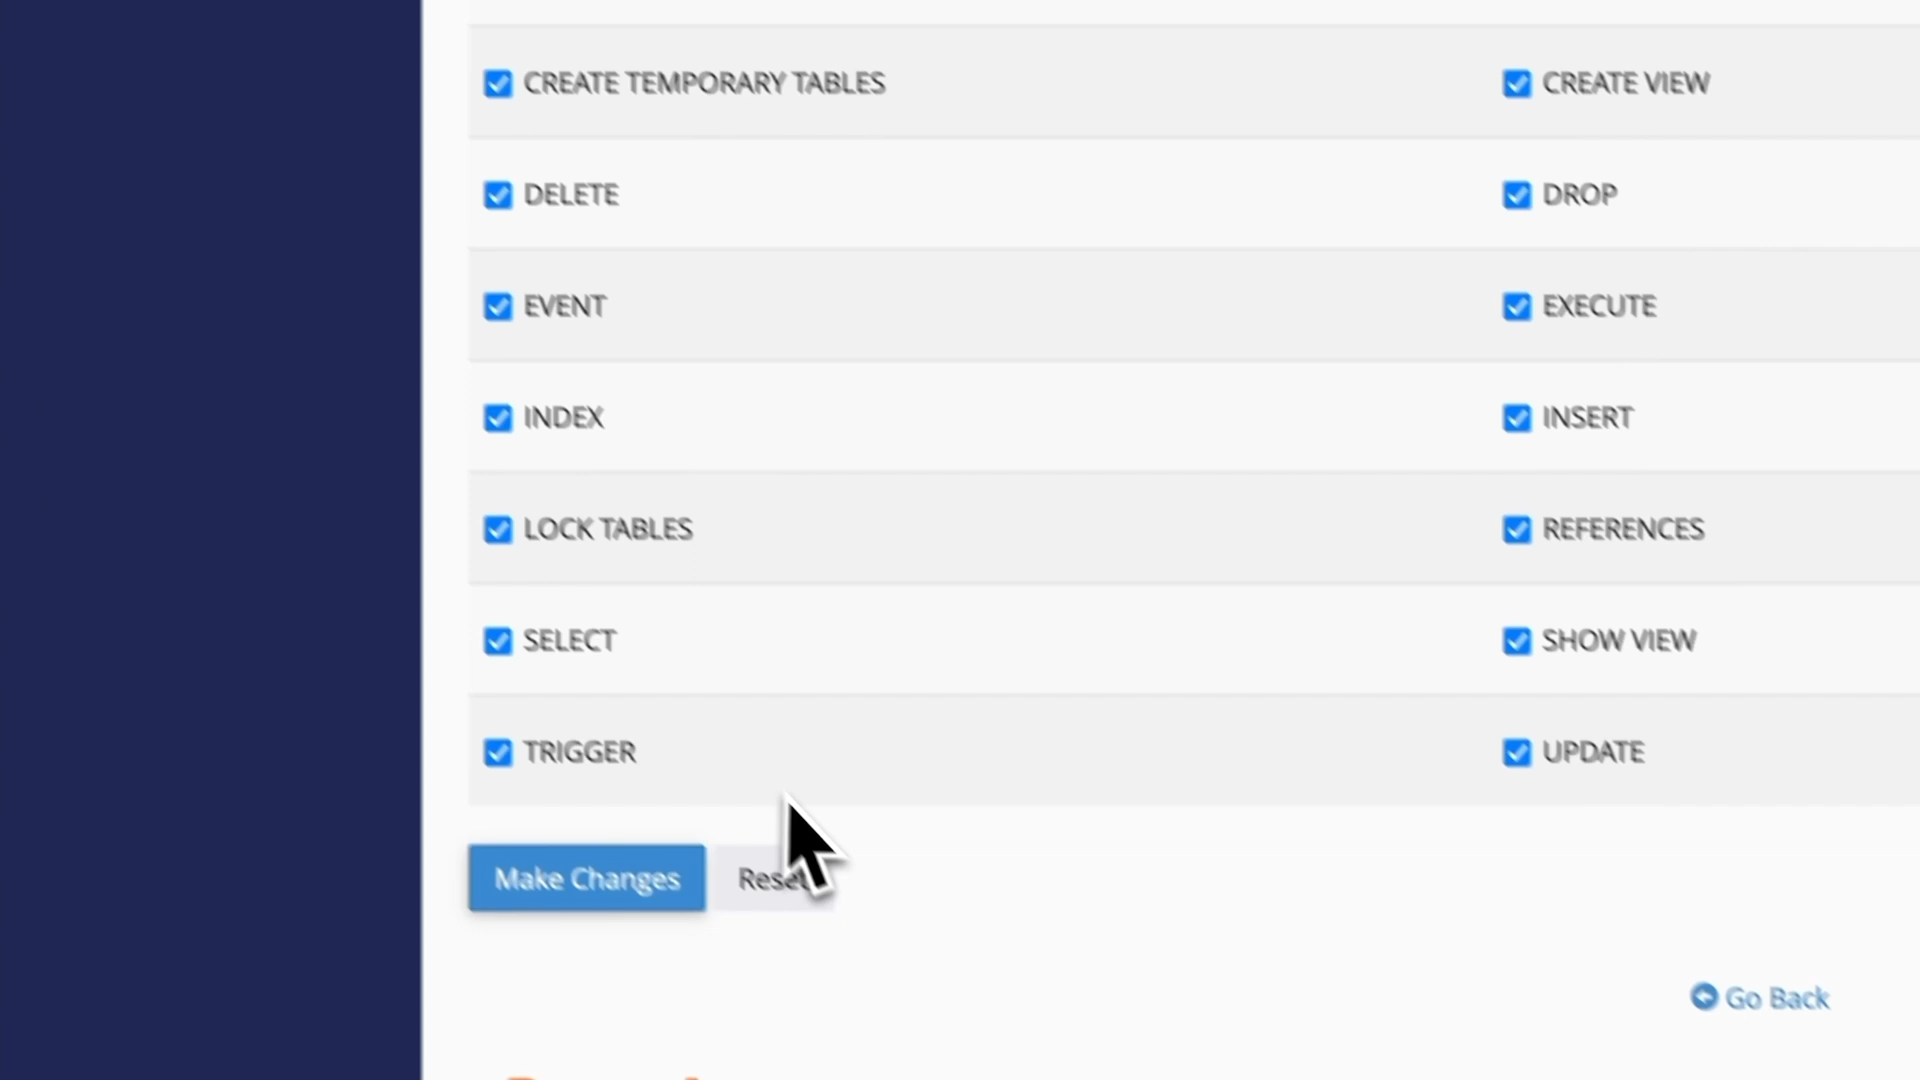 CREATE TEMPORARY TABLES CREATE VIEW
DELETE DROP
EVENT EXECUTE
INDEX INSERT
LOCK TABLES REFERENCES
SELECT SHOW VIEW
TRIGGER UPDATE
Make Changes Reset
Go Back